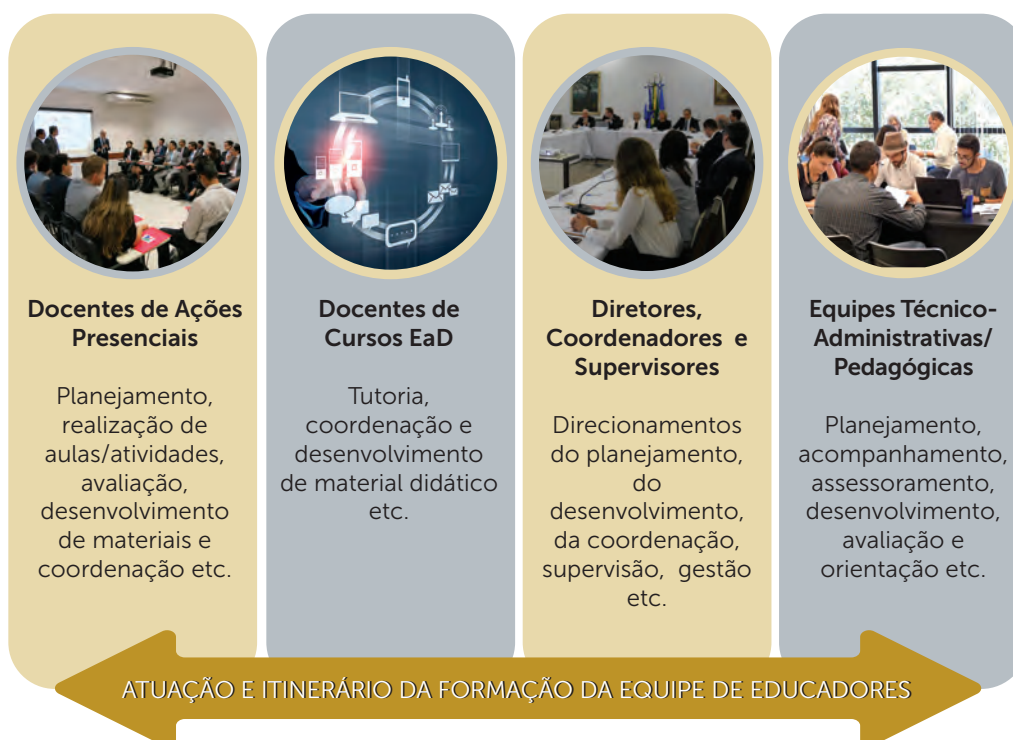 Docentes de Ações
Presenciais
Planejamento,
realização de
aulas/atividades,
avaliação,
desenvolvimento
de materiais e
coordenação etc.
Docentes de
Cursos EaD
Tutoria,
coordenação e
desenvolvimento
de material didático
etc.
Diretores,
Coordenadores e
Supervisores
Direcionamentos
do planejamento,
do
desenvolvimento,
da coordenação,
supervisão, gestão
etc.
Equipes Técnico-
Administrativas/
Pedagógicas
Planejamento,
acompanhamento,
assessoramento,
desenvolvimento,
avaliação e
orientação etc.
ATUAÇÃO E ITINERÁRIO DA FORMAÇÃO DA EQUIPE DE EDUCADORES